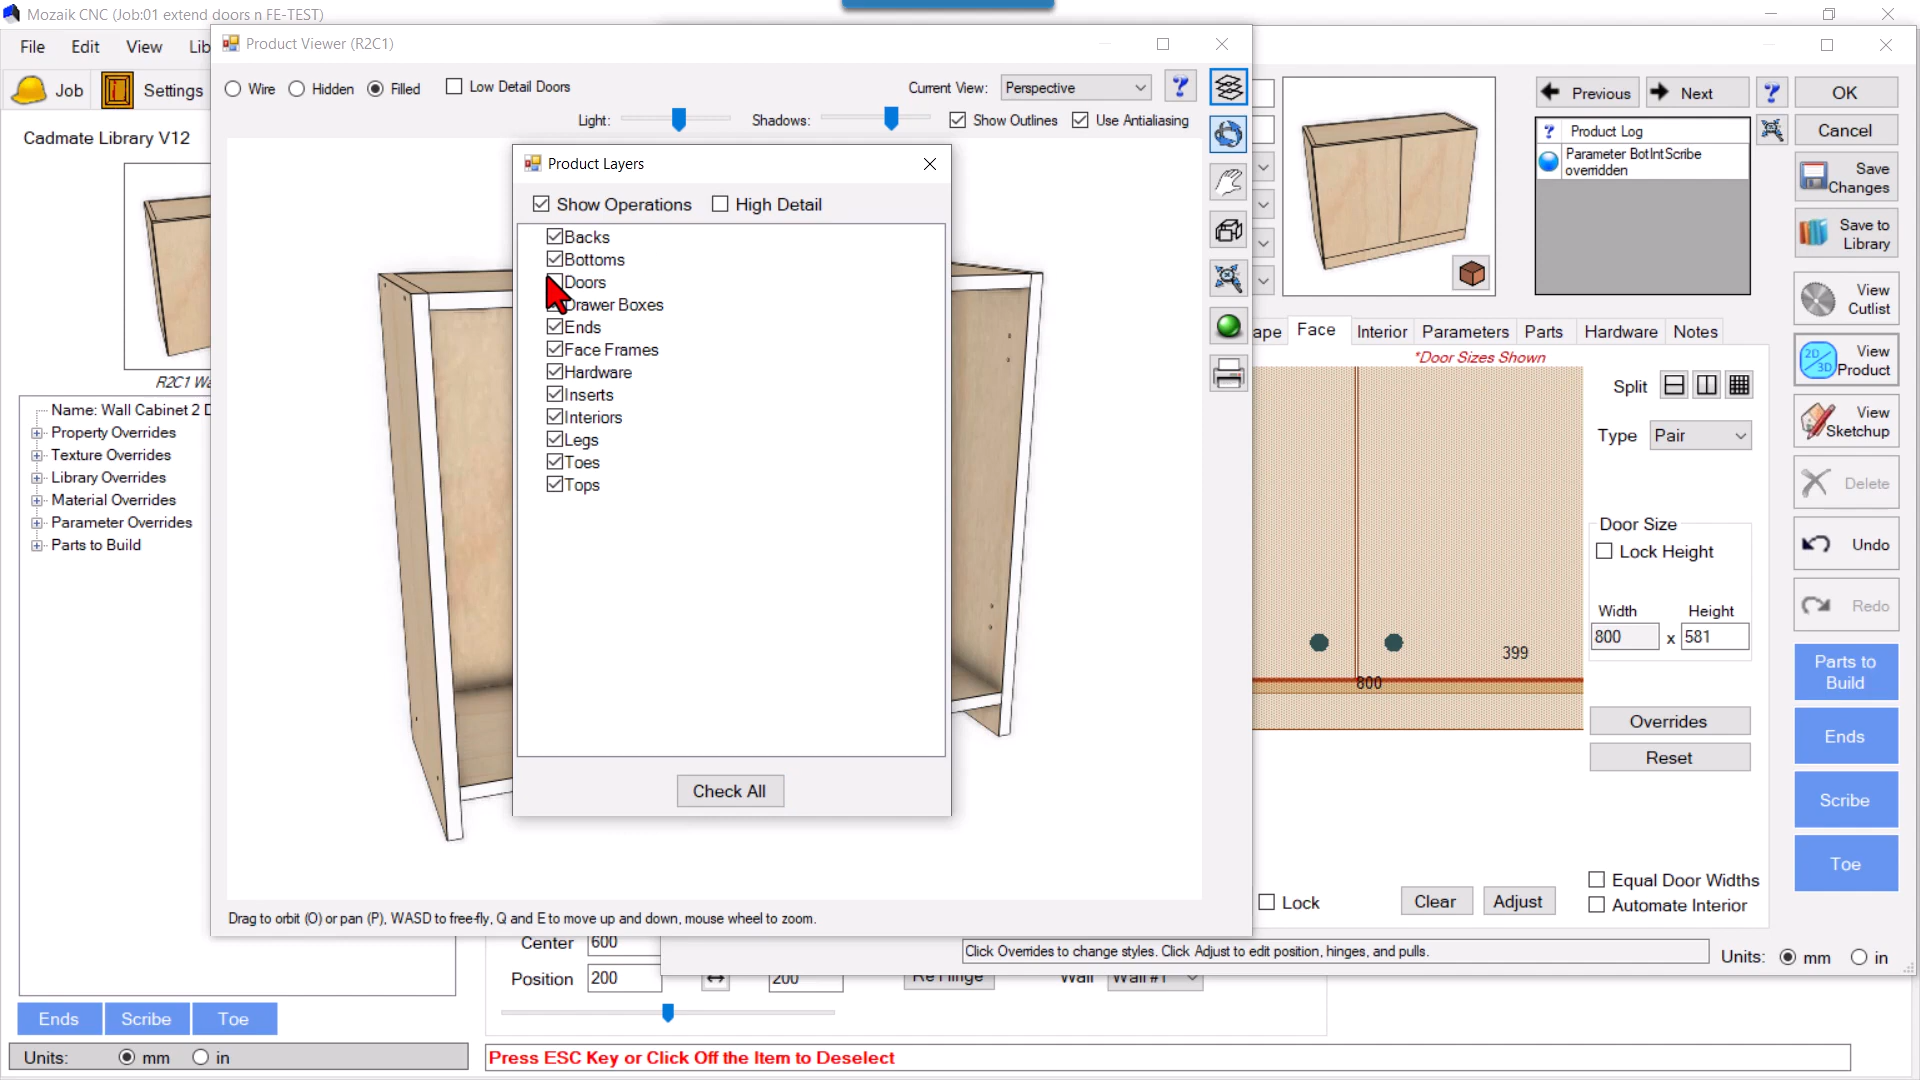 Mozaik CNC (Job:01 extend doors n FE-TEST)
File Edit View Lib
Job Settings
Cadmate Library V12
R2C1 Wa
Name: Wall Cabinet 2 D
Property Overrides
Texture Overrides
Library Overrides
Material Overrides
Parameter Overrides
Parts to Build
Ends Scribe Toe
Units: mm in
Product Viewer (R2C1)
Wire Hidden Filled Low Detail Doors
Current View: Perspective
Light: Shadows: Show Outlines Use Antialiasing
Product Layers
Show Operations High Detail
Backs
Bottoms
Doors
Drawer Boxes
Ends
Face Frames
Hardware
Inserts
Interiors
Legs
Toes
Tops
Check All
Drag to orbit (O) or pan (P), WASD to free-fly, Q and E to move up and down, mouse wheel to zoom.
Center 600
Position 200 200 Re Hinge Wall Wall #1
Press ESC Key or Click Off the Item to Deselect
Previous Next
? Product Log
Parameter BotIntScribe
overridden
OK
Cancel
Save
Changes
Save to
Library
View
Cutlist
2D/3D View
Product
View
Sketchup
Delete
Undo
Redo
Parts to
Build
Ends
Scribe
Toe
ape Face Interior Parameters Parts Hardware Notes
*Door Sizes Shown
Split
Type Pair
Door Size
Lock Height
Width Height
800 x 581
399
800
Overrides
Reset
Lock Clear Adjust
Equal Door Widths
Automate Interior
Click Overrides to change styles. Click Adjust to edit position, hinges, and pulls.
Units: mm in